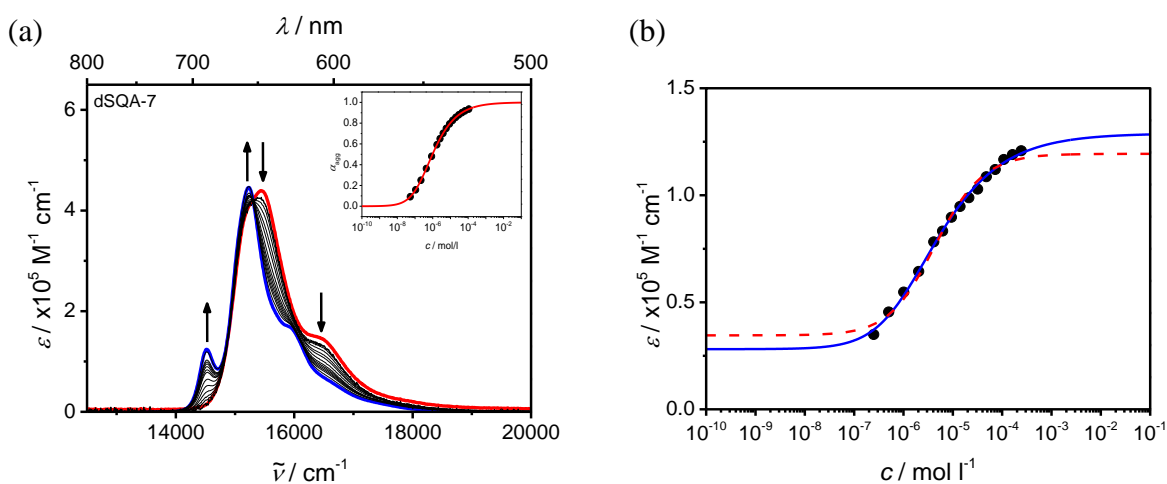 (a)
λ / nm
800 700 600 500
dSQA-7
6
4
2
0
ε / x10⁵ M⁻¹ cm⁻¹
14000 16000 18000 20000
ν̃ / cm⁻¹
1.0
0.8
0.6
0.4
0.2
0.0
α_agg
10⁻¹⁰ 10⁻⁸ 10⁻⁶ 10⁻⁴ 10⁻²
c / mol/l
(b)
1.5
1.0
0.5
0.0
ε / x10⁵ M⁻¹ cm⁻¹
10⁻¹⁰ 10⁻⁹ 10⁻⁸ 10⁻⁷ 10⁻⁶ 10⁻⁵ 10⁻⁴ 10⁻³ 10⁻² 10⁻¹
c / mol l⁻¹